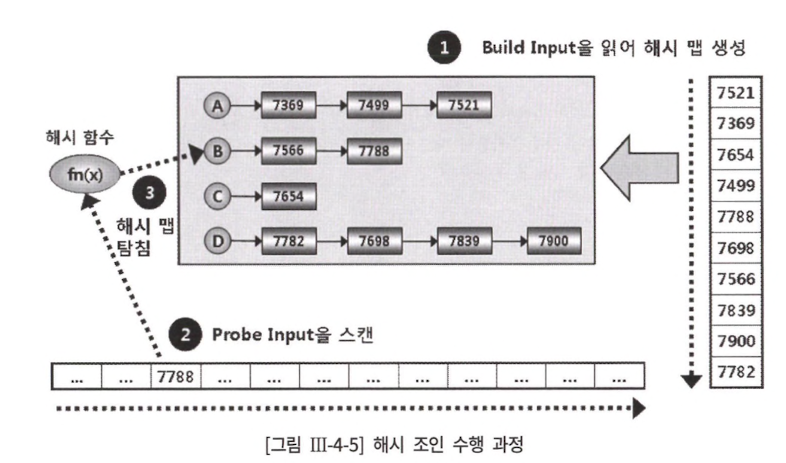 1 Build Input을 읽어 해시 맵 생성
A 7369 7499 7521
B 7566 7788
C 7654
D 7782 7698 7839 7900
7521
7369
7654
7499
7788
7698
7566
7839
7900
7782
해시 함수
fn(x)
3
해시 맵
탐침
2 Probe Input을 스캔
... ... 7788 ... ... ... ... ... ... ... ... ...
[그림 Ⅲ-4-5] 해시 조인 수행 과정